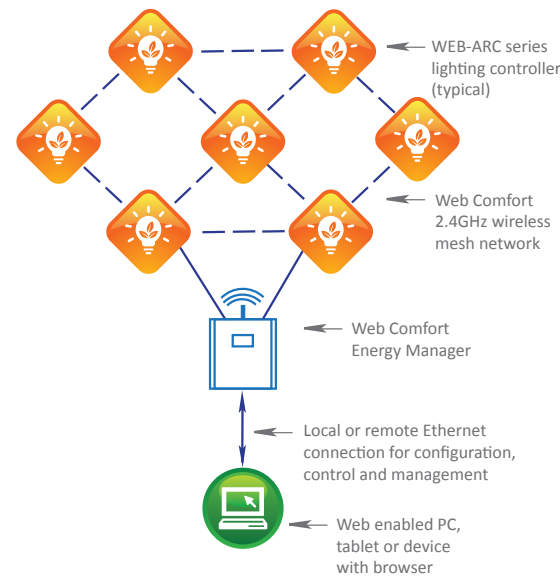 WEB-ARC series
lighting controller
(typical)
Web Comfort
2.4GHz wireless
mesh network
Web Comfort
Energy Manager
Local or remote Ethernet
connection for configuration,
control and management
Web enabled PC,
tablet or device
with browser